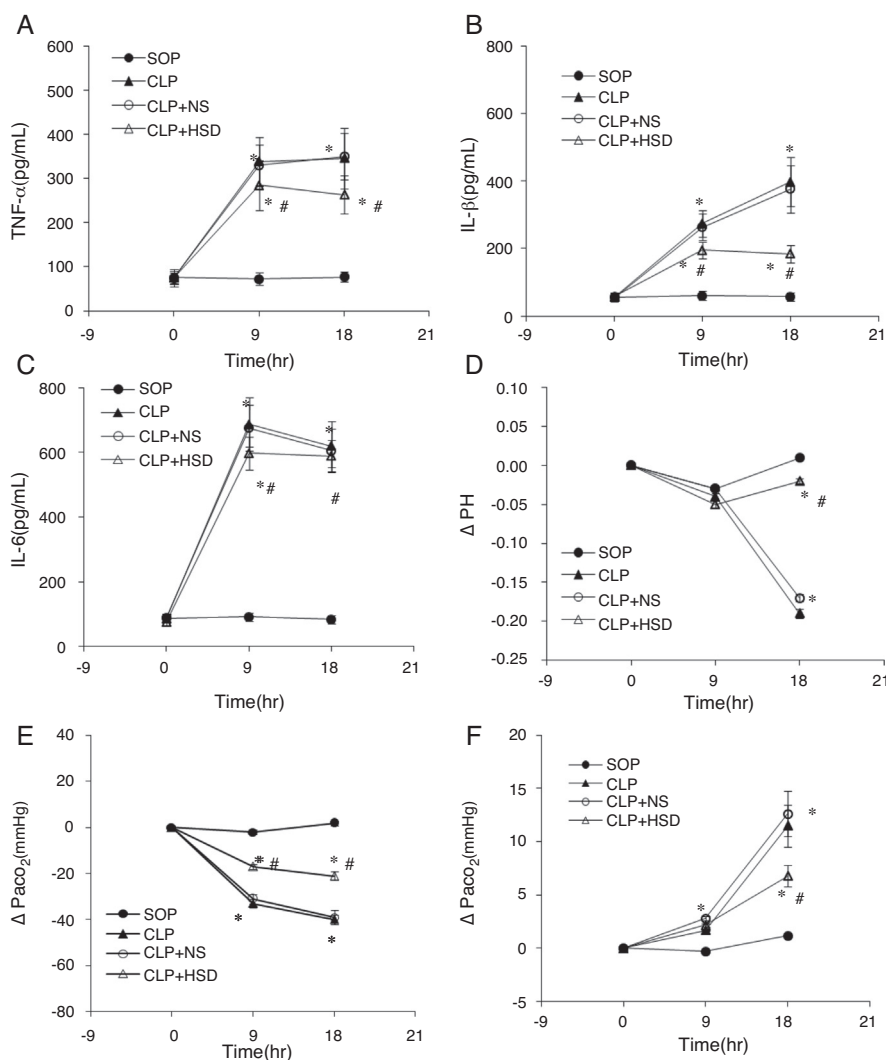 A
SOP
CLP
CLP+NS
CLP+HSD
TNF-α(pg/mL)
600
500
400
300
200
100
0
* *
* # * #
-9 0 9 18 21
Time(hr)
B
SOP
CLP
CLP+NS
CLP+HSD
IL-β(pg/mL)
800
600
400
200
0
* *
* # * #
-9 0 9 18 21
Time(hr)
C
SOP
CLP
CLP+NS
CLP+HSD
IL-6(pg/mL)
800
600
400
200
0
* *
*# #
-9 0 9 18 21
Time(hr)
D
Δ PH
0.10
0.05
0.00
-0.05
-0.10
-0.15
-0.20
-0.25
* #
*
SOP
CLP
CLP+NS
CLP+HSD
-9 0 9 18 21
Time(hr)
E
Δ Paco2(mmHg)
40
20
0
-20
-40
-60
-80
* # * #
* *
SOP
CLP
CLP+NS
CLP+HSD
-9 0 9 18 21
Time(hr)
F
SOP
CLP
CLP+NS
CLP+HSD
Δ Paco2(mmHg)
20
15
10
5
0
-5
* *
* #
-9 0 9 18 21
Time(hr)